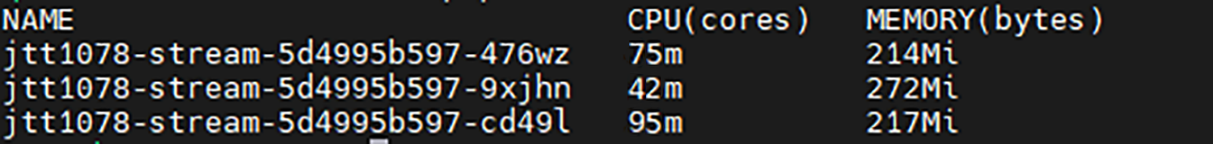 NAME CPU(cores) MEMORY(bytes)
jtt1078-stream-5d4995b597-476wz 75m 214Mi
jtt1078-stream-5d4995b597-9xjhn 42m 272Mi
jtt1078-stream-5d4995b597-cd49l 95m 217Mi